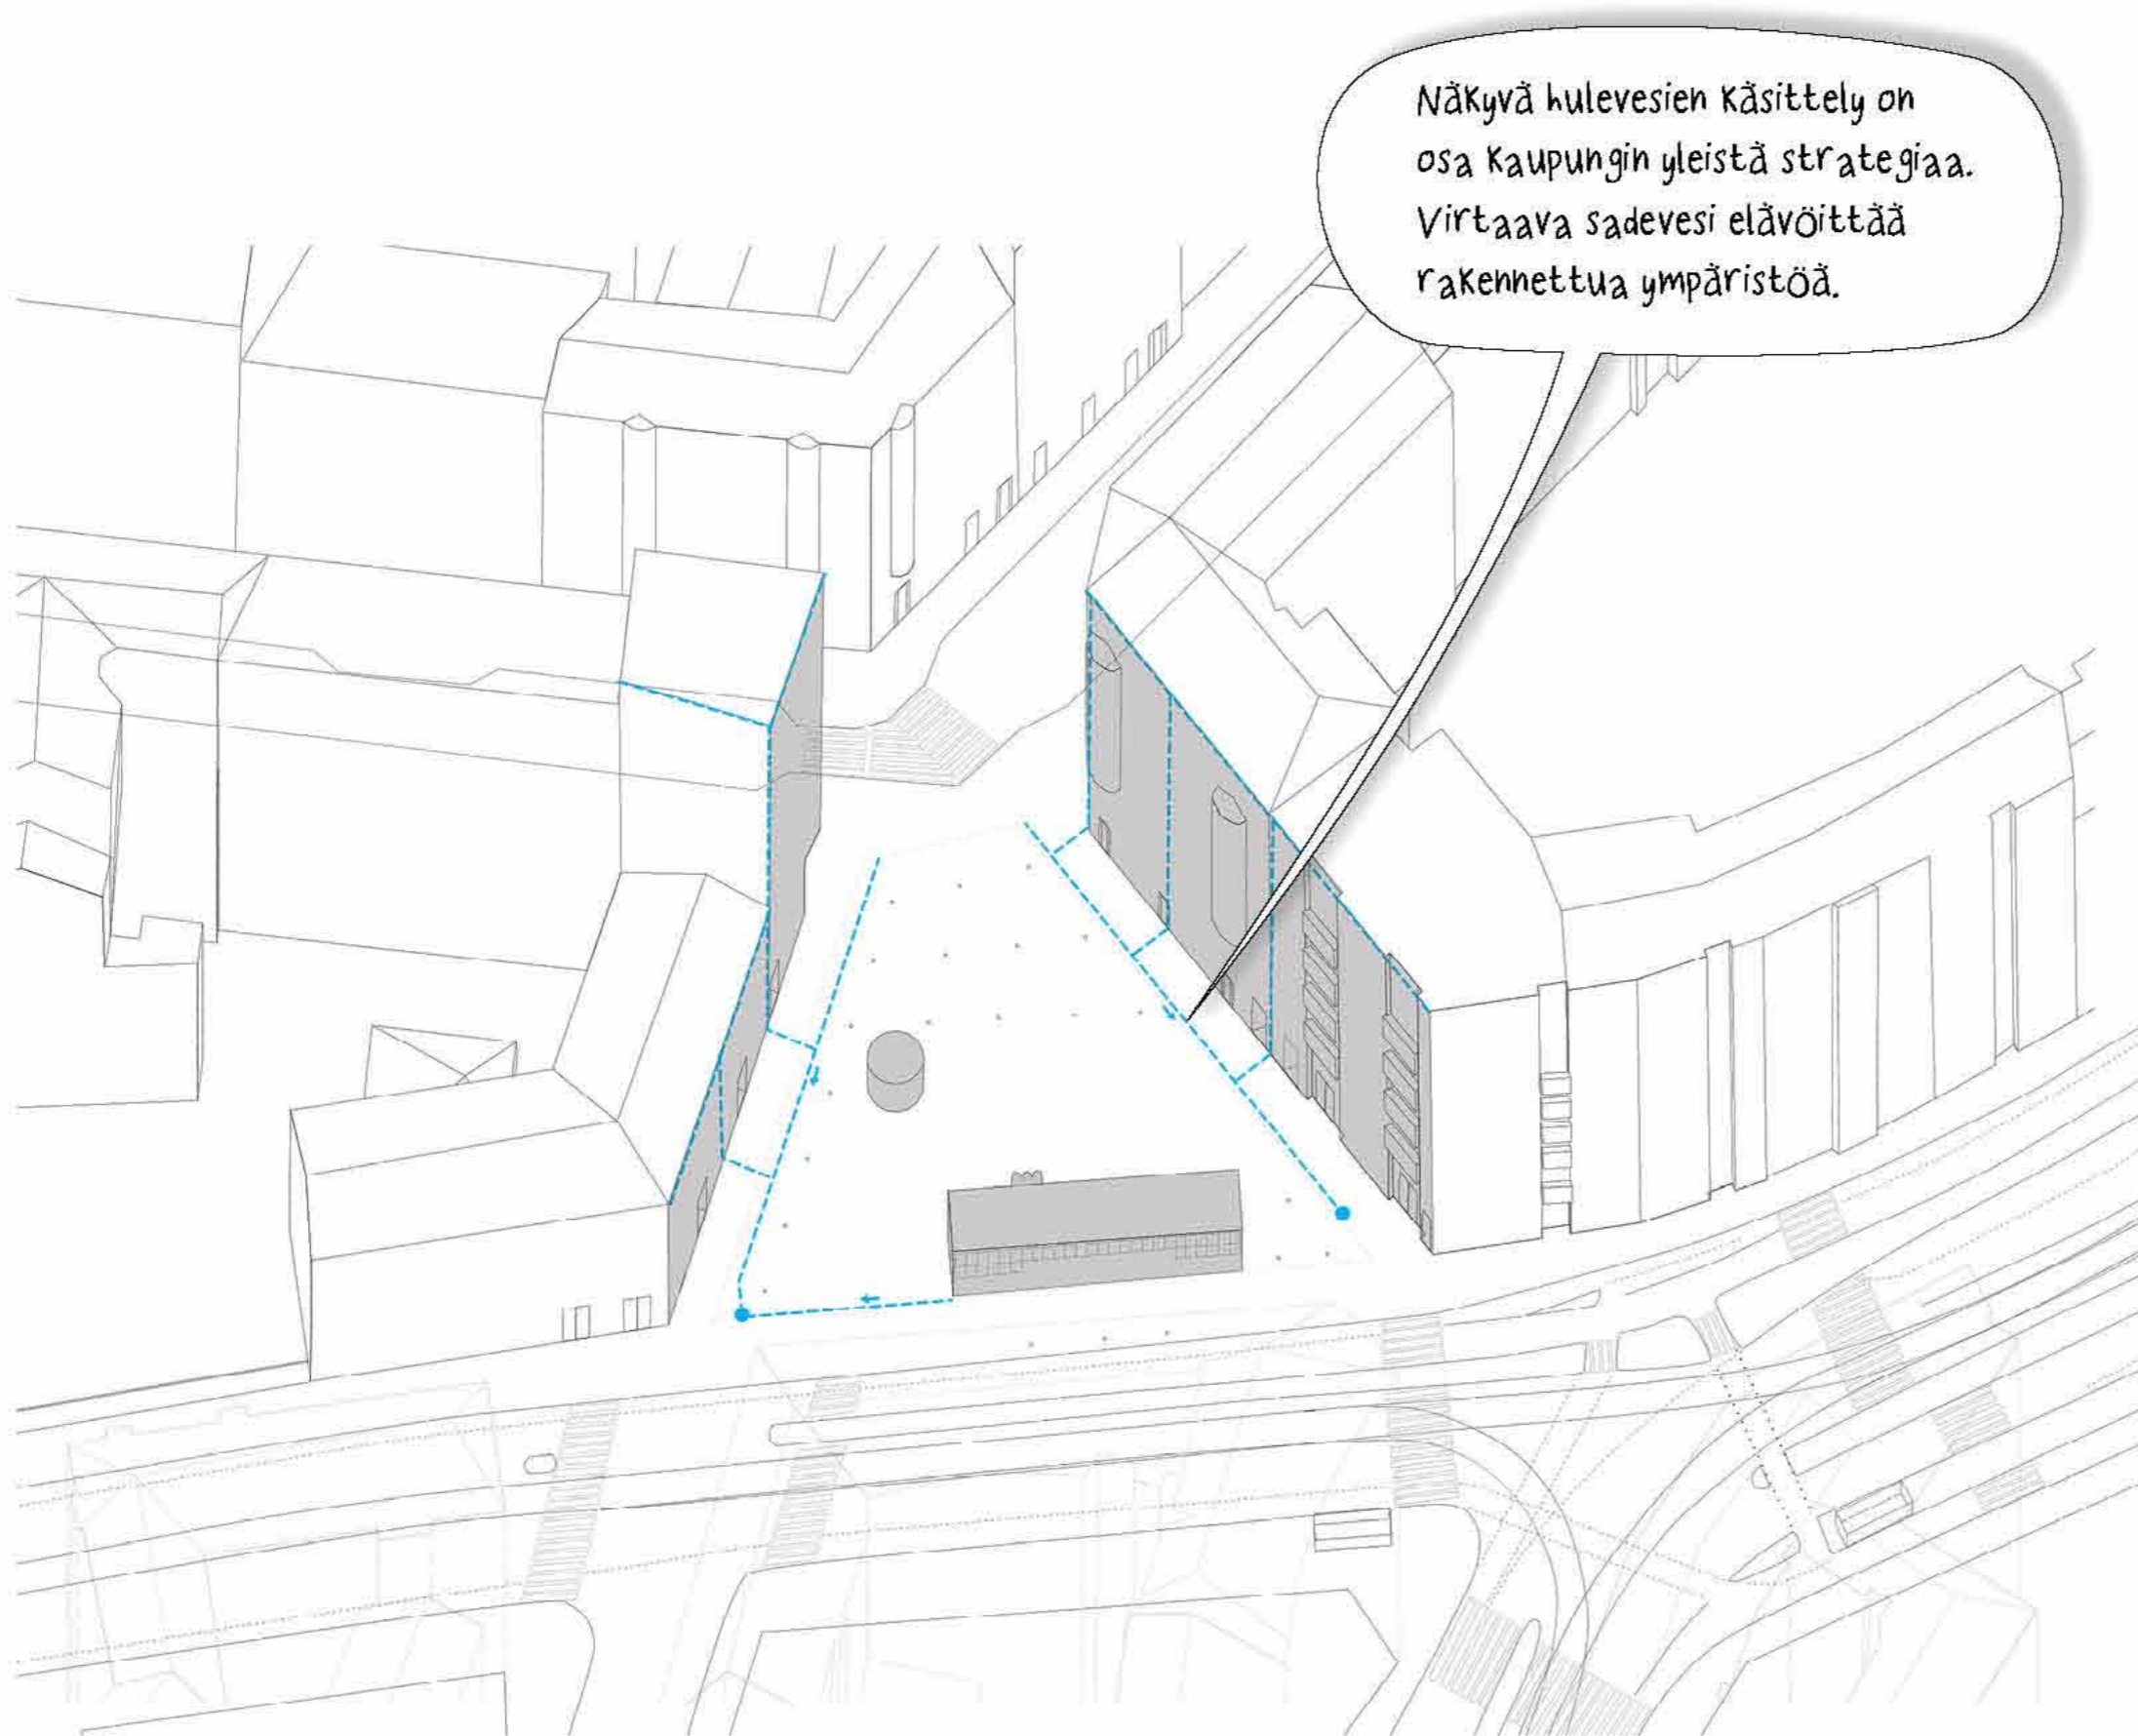 Näkyvä hulevesien käsittely on
osa kaupungin yleistä strategiaa.
Virtaava sadevesi elävöittää
rakennettua ympäristöä.